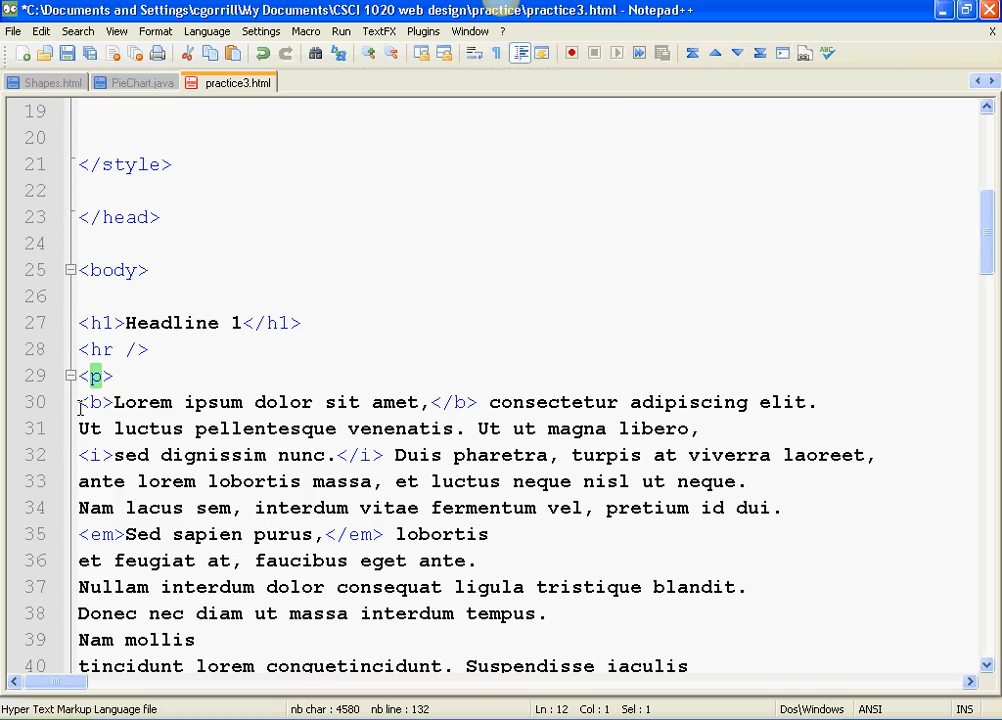 *C:\Documents and Settings\cgorrill\My Documents\CSCI 1020 web design\practice\practice3.html - Notepad++
File Edit Search View Format Language Settings Macro Run TextFX Plugins Window ? X
Shapes.html PieChart.java practice3.html
19
20
21 </style>
22
23 </head>
24
25 <body>
26
27 <h1>Headline 1</h1>
28 <hr />
29 <p>
30 <b>Lorem ipsum dolor sit amet,</b> consectetur adipiscing elit.
31 Ut luctus pellentesque venenatis. Ut ut magna libero,
32 <i>sed dignissim nunc.</i> Duis pharetra, turpis at viverra laoreet,
33 ante lorem lobortis massa, et luctus neque nisl ut neque.
34 Nam lacus sem, interdum vitae fermentum vel, pretium id dui.
35 <em>Sed sapien purus,</em> lobortis
36 et feugiat at, faucibus eget ante.
37 Nullam interdum dolor consequat ligula tristique blandit.
38 Donec nec diam ut massa interdum tempus.
39 Nam mollis
40 tincidunt lorem conguetincidunt. Suspendisse iaculis
Hyper Text Markup Language file nb char : 4580 nb line : 132 Ln : 12 Col : 1 Sel : 1 Dos\Windows ANSI INS